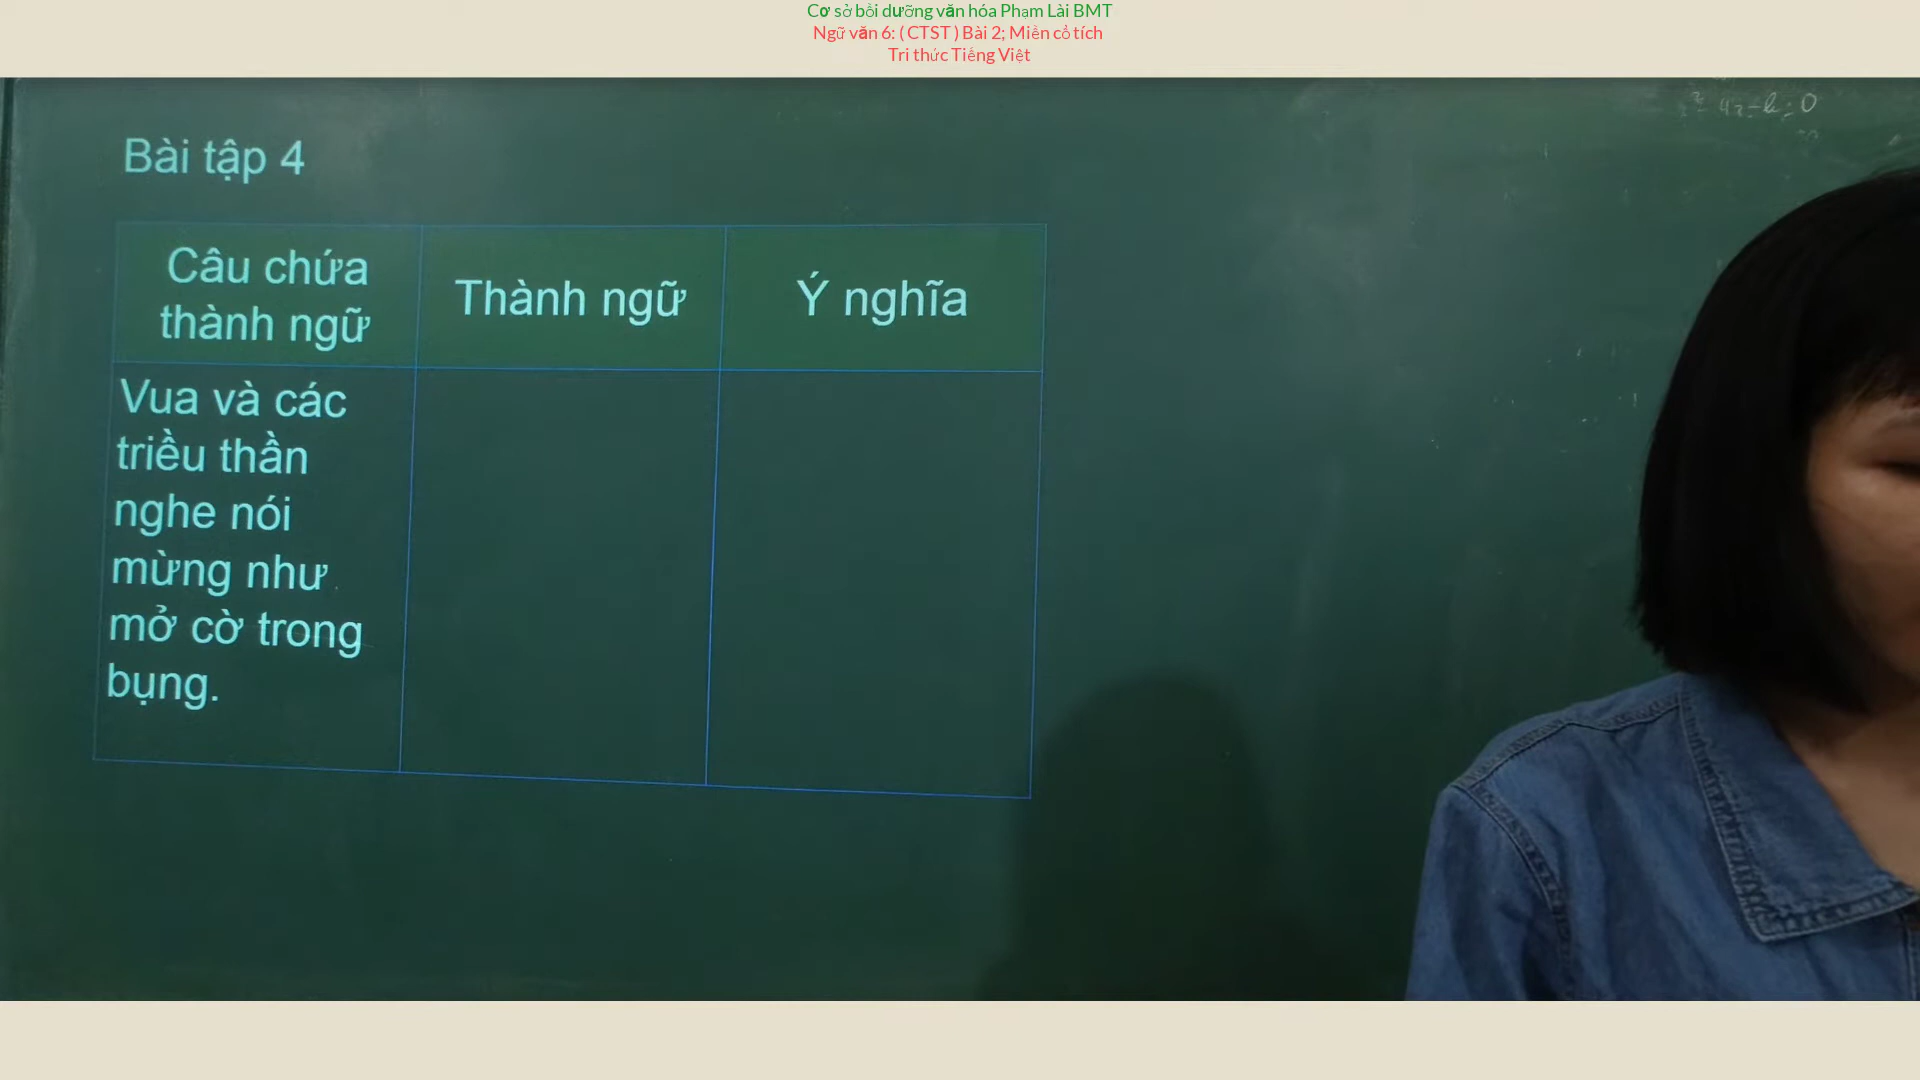 Cơ sở bồi dưỡng văn hóa Phạm Lài BMT
Ngữ văn 6: ( CTST ) Bài 2; Miền cổ tích
Tri thức Tiếng Việt
Bài tập 4
Câu chứa
thành ngữ
Thành ngữ
Ý nghĩa
Vua và các
triều thần
nghe nói
mừng như
mở cờ trong
bụng.